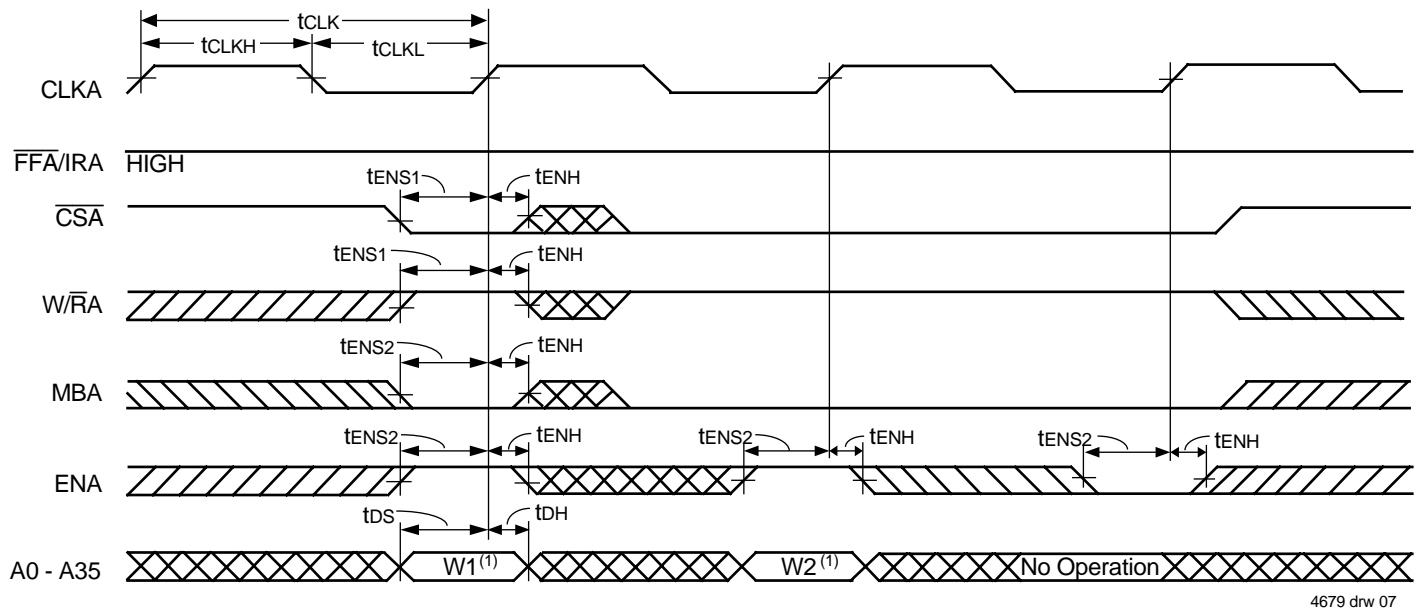 tCLK
tCLKH tCLKL
CLKA
FFA/IRA HIGH
tENS1 tENH
CSA
tENS1 tENH
W/RA
tENS2 tENH
MBA
tENS2 tENH tENS2 tENH tENS2 tENH
ENA
tDS tDH
A0 - A35 W1(1) W2(1) No Operation
4679 drw 07